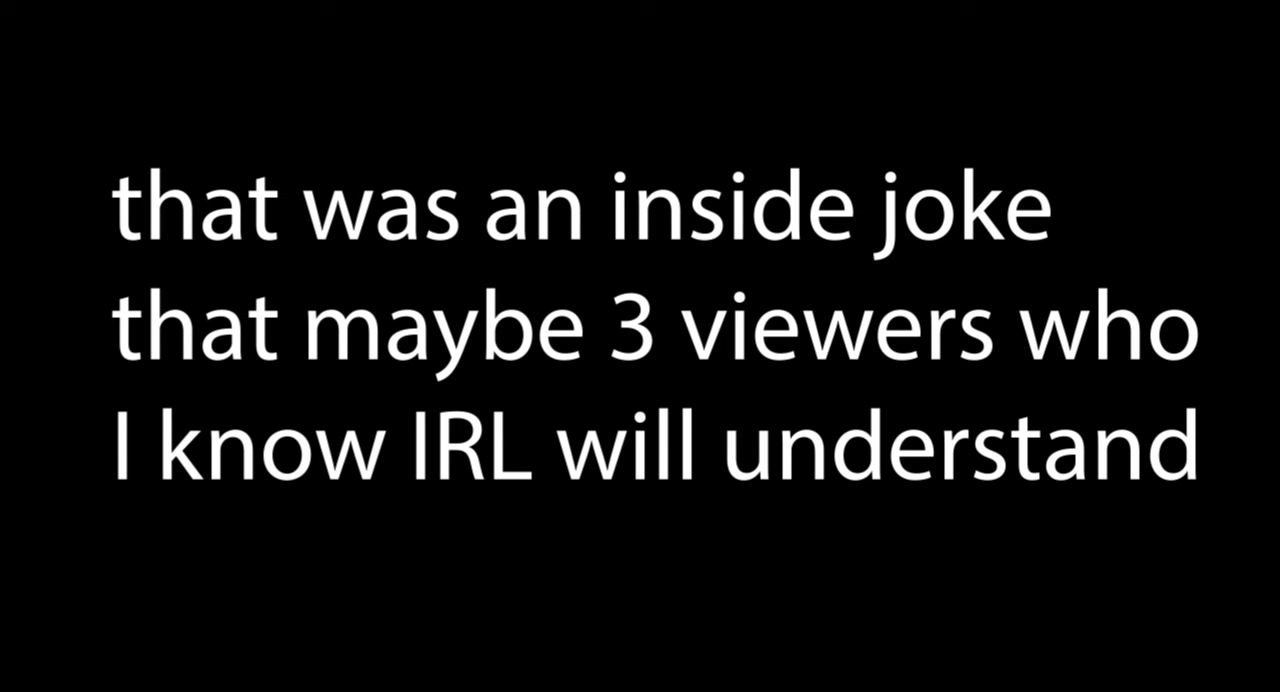 that was an inside joke
that maybe 3 viewers who
I know IRL will understand